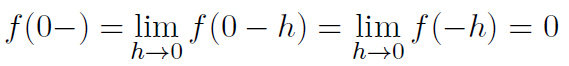 f(0−) = lim_{h→0} f(0 − h) = lim_{h→0} f(−h) = 0